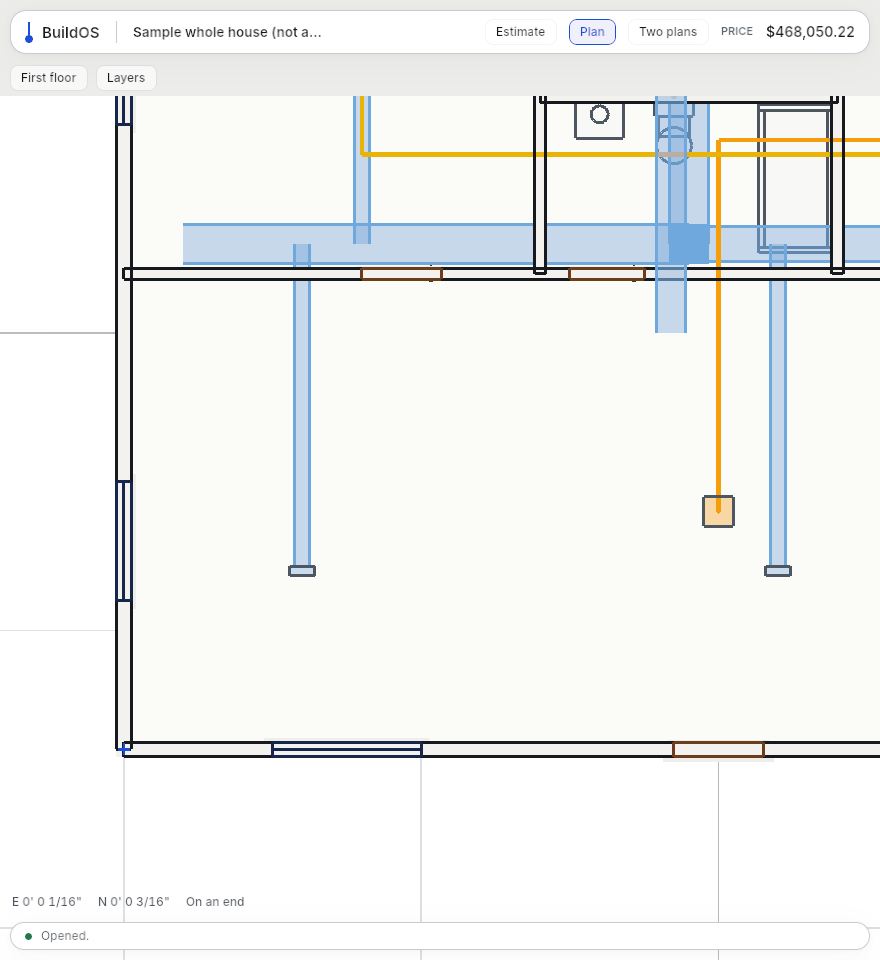 BuildOS
Sample whole house (not a...
Estimate
Plan
Two plans
PRICE
$468,050.22
First floor
Layers
E 0' 0 1/16"
N 0' 0 3/16"
On an end
Opened.